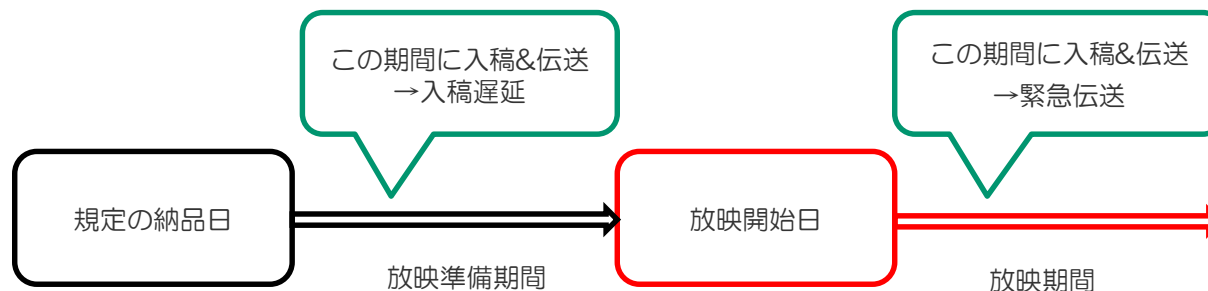 この期間に入稿&伝送
→入稿遅延
この期間に入稿&伝送
→緊急伝送
規定の納品日
放映開始日
放映準備期間
放映期間